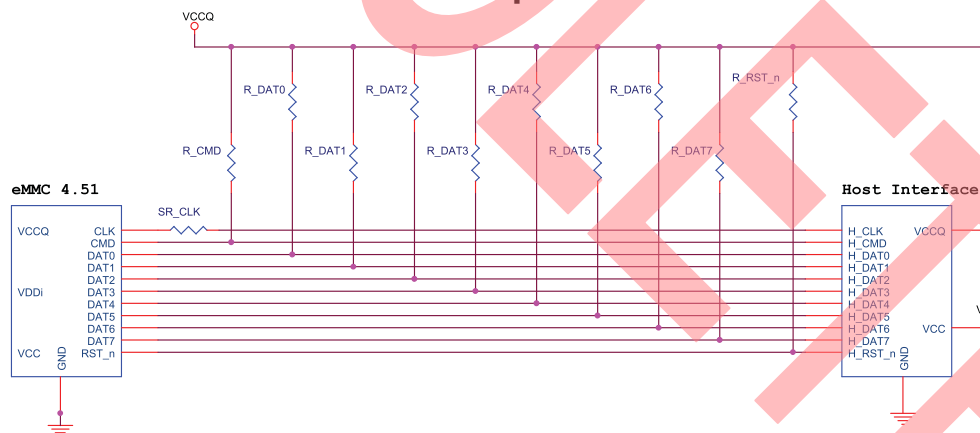 VCCQ
R_DAT0
R_DAT2
R_DAT4
R_DAT6
R_RST_n
R_CMD
R_DAT1
R_DAT3
R_DAT5
R_DAT7
eMMC 4.51
Host Interface
SR_CLK
VCCQ
VDDi
VCC
CLK
CMD
DAT0
DAT1
DAT2
DAT3
DAT4
DAT5
DAT6
DAT7
RST_n
GND
H_CLK
H_CMD
H_DAT0
H_DAT1
H_DAT2
H_DAT3
H_DAT4
H_DAT5
H_DAT6
H_DAT7
H_RST_n
VCCQ
VCC
GND